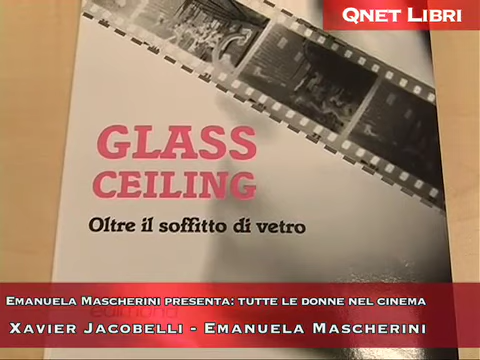 QNET LIBRI
GLASS
CEILING
Oltre il soffitto di vetro
edimond
EMANUELA MASCHERINI PRESENTA: TUTTE LE DONNE NEL CINEMA
XAVIER JACOBELLI - EMANUELA MASCHERINI